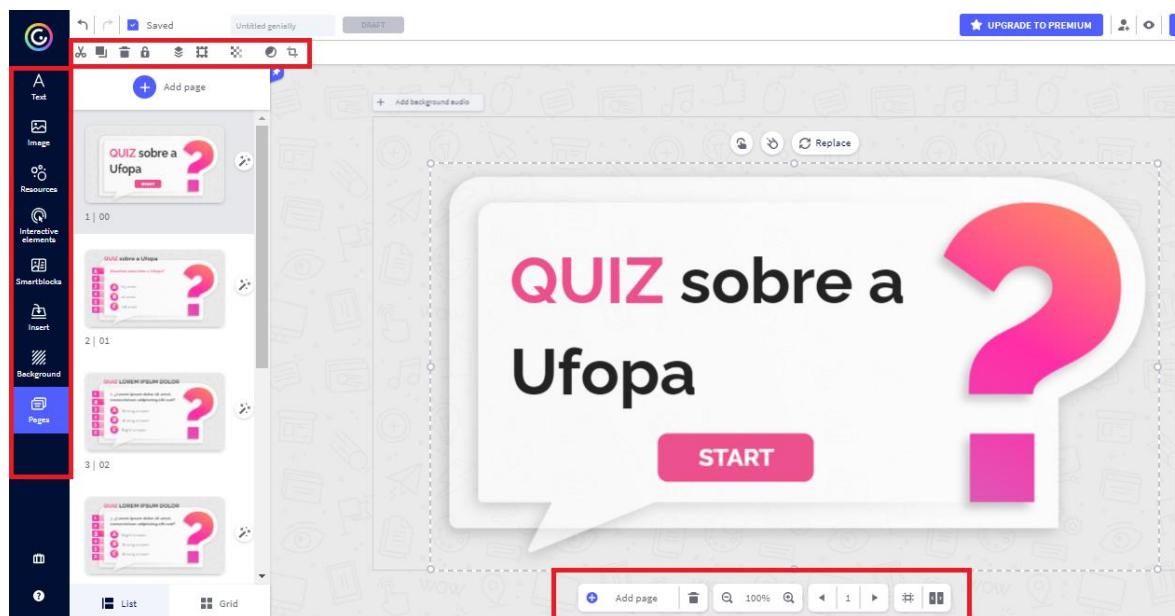 Saved
Untitled genially
DRAFT
UPGRADE TO PREMIUM
Text
Image
Resources
Interactive
elements
Smartblocks
Insert
Background
Pages
Add page
QUIZ sobre a
Ufopa
START
1 | 00
QUIZ sobre a Ufopa
2 | 01
QUIZ LOREM IPSUM DOLOR
3 | 02
QUIZ LOREM IPSUM DOLOR
List
Grid
+ Add background audio
Replace
QUIZ sobre a
Ufopa
START
Add page
100%
1